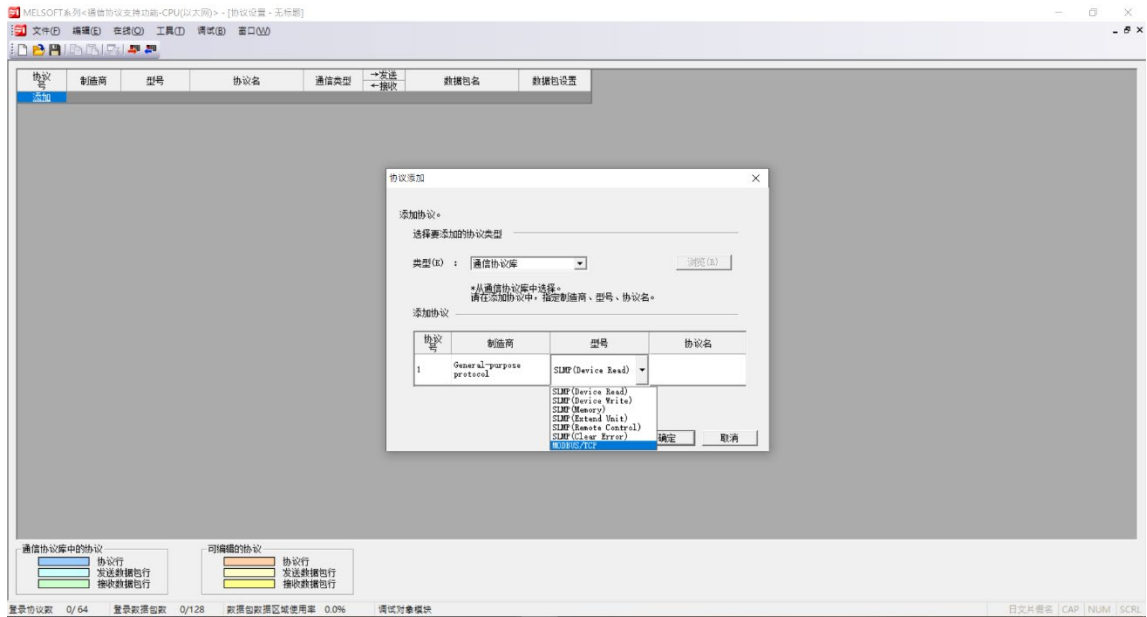 MELSOFT系列<通信协议支持功能-CPU(以太网)> - [协议设置 - 无标题]
文件(F) 编辑(E) 在线(O) 工具(T) 调试(B) 窗口(W)
协议号 制造商 型号 协议名 通信类型 →发送 ←接收 数据包名 数据包设置
添加
协议添加
添加协议。
选择要添加的协议类型
类型(K) : 通信协议库 浏览(B)
*从通信协议库中选择。
请在添加协议中，指定制造商、型号、协议名。
添加协议
协议号 制造商 型号 协议名
1 General-purpose protocol SLMP(Device Read)
SLMP(Device Read)
SLMP(Device Write)
SLMP(Memory)
SLMP(Extend Unit)
SLMP(Remote Control)
SLMP(Clear Error)
MODBUS/TCP
确定 取消
通信协议库中的协议 可编辑的协议
协议行 协议行
发送数据包行 发送数据包行
接收数据包行 接收数据包行
登录协议数 0/64 登录数据包数 0/128 数据包数据区域使用率 0.0% 调试对象模块 日文片假名 CAP NUM SCRL